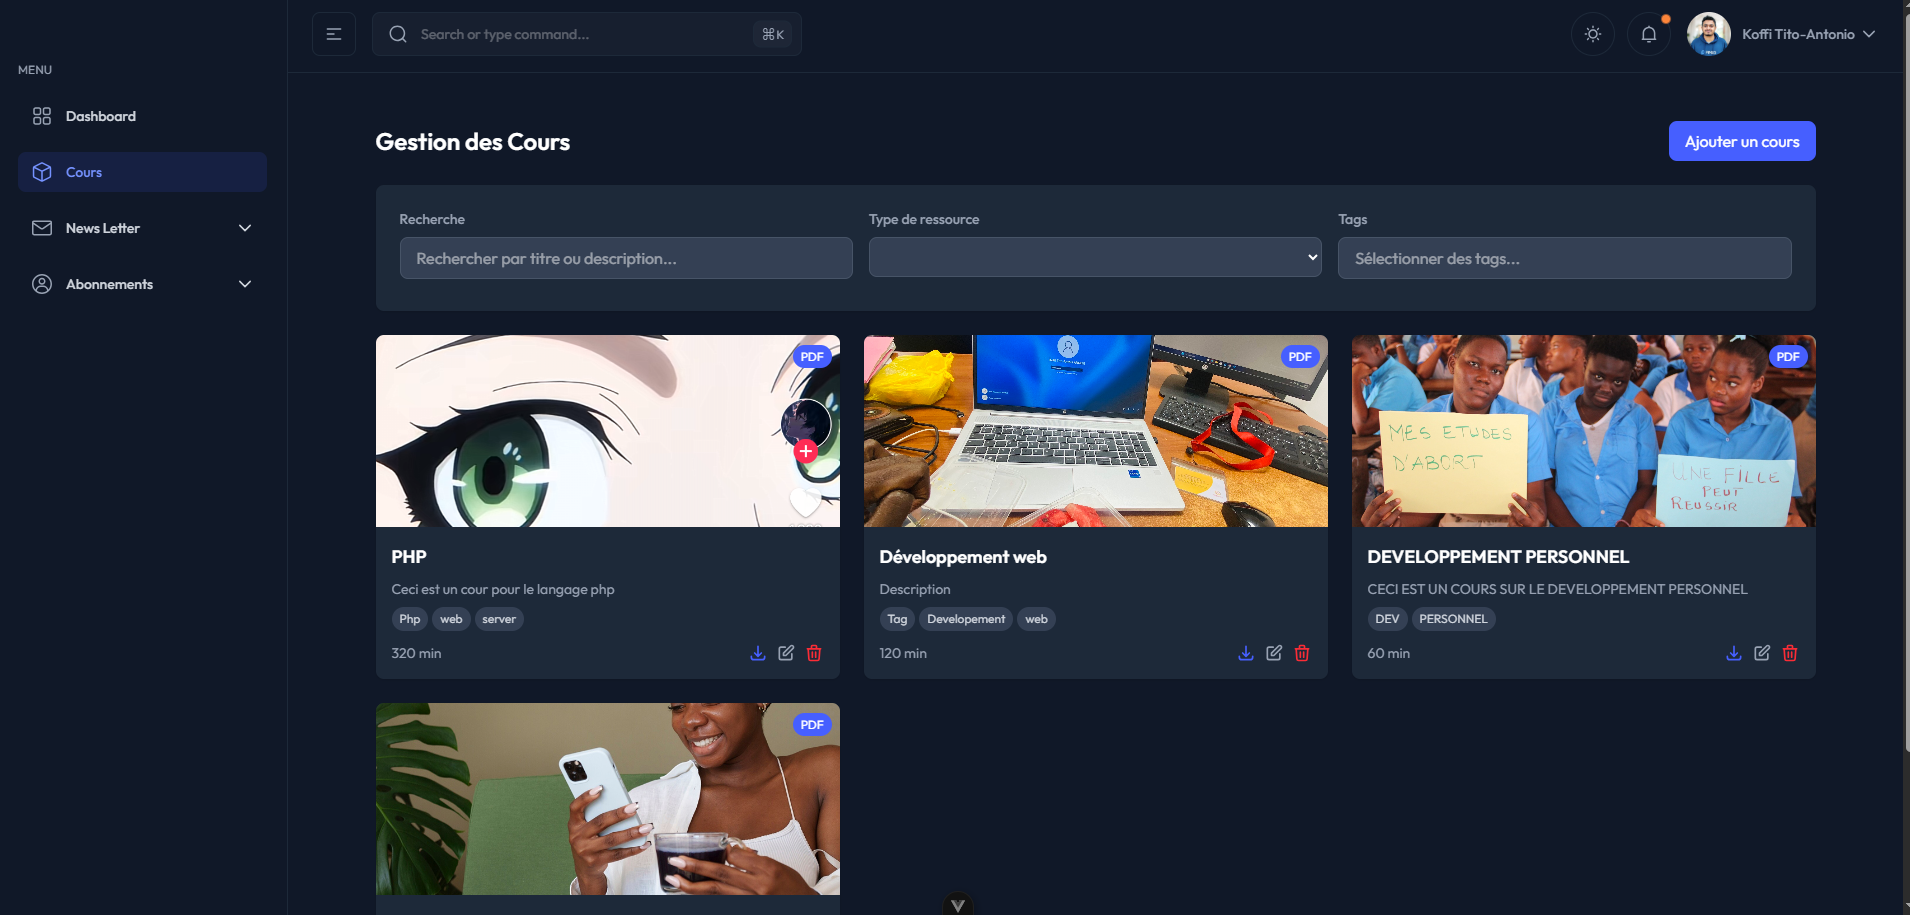 Search or type command...
⌘K
Koffi Tito-Antonio
MENU
Dashboard
Cours
News Letter
Abonnements
Gestion des Cours
Ajouter un cours
Recherche
Type de ressource
Tags
Rechercher par titre ou description...
Sélectionner des tags...
PDF
PDF
PDF
MES ETUDES
D'ABORT
UNE FILLE
PEUT
REUSSIR
PHP
Ceci est un cour pour le langage php
Php web server
320 min
Développement web
Description
Tag Developement web
120 min
DEVELOPPEMENT PERSONNEL
CECI EST UN COURS SUR LE DEVELOPPEMENT PERSONNEL
DEV PERSONNEL
60 min
PDF